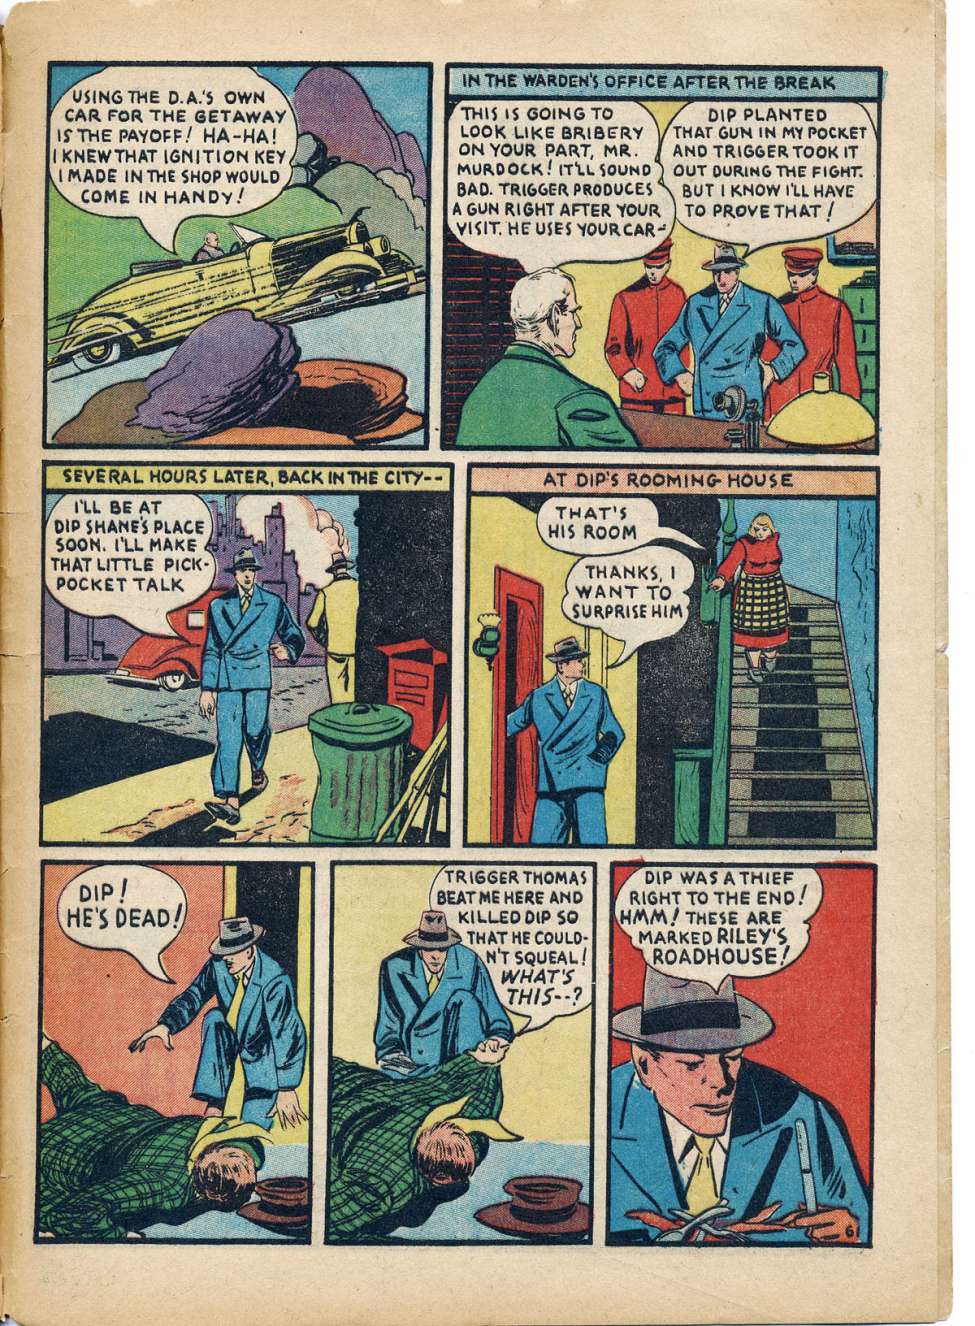 USING THE D.A.'S OWN
CAR FOR THE GETAWAY
IS THE PAYOFF! HA-HA!
I KNEW THAT IGNITION KEY
I MADE IN THE SHOP WOULD
COME IN HANDY!
IN THE WARDEN'S OFFICE AFTER THE BREAK
THIS IS GOING TO
LOOK LIKE BRIBERY
ON YOUR PART, MR.
MURDOCK! IT'LL SOUND
BAD. TRIGGER PRODUCES
A GUN RIGHT AFTER YOUR
VISIT. HE USES YOUR CAR-
DIP PLANTED
THAT GUN IN MY POCKET
AND TRIGGER TOOK IT
OUT DURING THE FIGHT.
BUT I KNOW I'LL HAVE
TO PROVE THAT!
SEVERAL HOURS LATER, BACK IN THE CITY--
I'LL BE AT
DIP SHANE'S PLACE
SOON. I'LL MAKE
THAT LITTLE PICK-
POCKET TALK
AT DIP'S ROOMING HOUSE
THAT'S
HIS ROOM
THANKS, I
WANT TO
SURPRISE HIM
DIP!
HE'S DEAD!
TRIGGER THOMAS
BEAT ME HERE AND
KILLED DIP SO
THAT HE COULD-
N'T SQUEAL!
WHAT'S
THIS--?
DIP WAS A THIEF
RIGHT TO THE END!
HMM! THESE ARE
MARKED RILEY'S
ROADHOUSE!
6